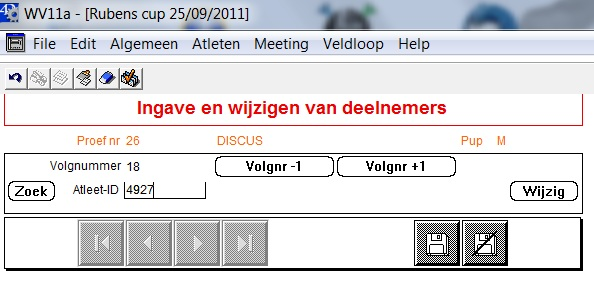 WV11a - [Rubens cup 25/09/2011]
File Edit Algemeen Atleten Meeting Veldloop Help
Ingave en wijzigen van deelnemers
Proef nr 26 DISCUS Pup M
Volgnummer 18 Volgnr -1 Volgnr +1
Zoek Atleet-ID 4927 Wijzig